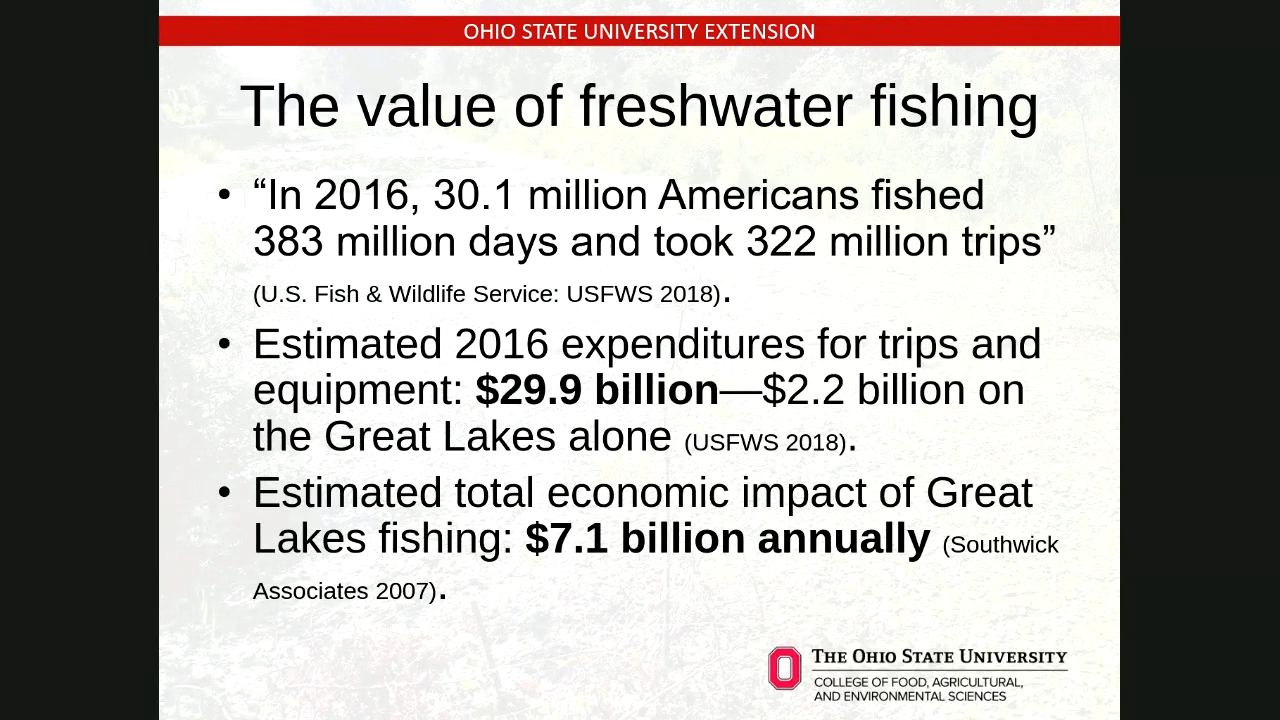 OHIO STATE UNIVERSITY EXTENSION
The value of freshwater fishing
• “In 2016, 30.1 million Americans fished
383 million days and took 322 million trips”
(U.S. Fish & Wildlife Service: USFWS 2018).
• Estimated 2016 expenditures for trips and
equipment: $29.9 billion—$2.2 billion on
the Great Lakes alone (USFWS 2018).
• Estimated total economic impact of Great
Lakes fishing: $7.1 billion annually (Southwick
Associates 2007).
THE OHIO STATE UNIVERSITY
COLLEGE OF FOOD, AGRICULTURAL,
AND ENVIRONMENTAL SCIENCES